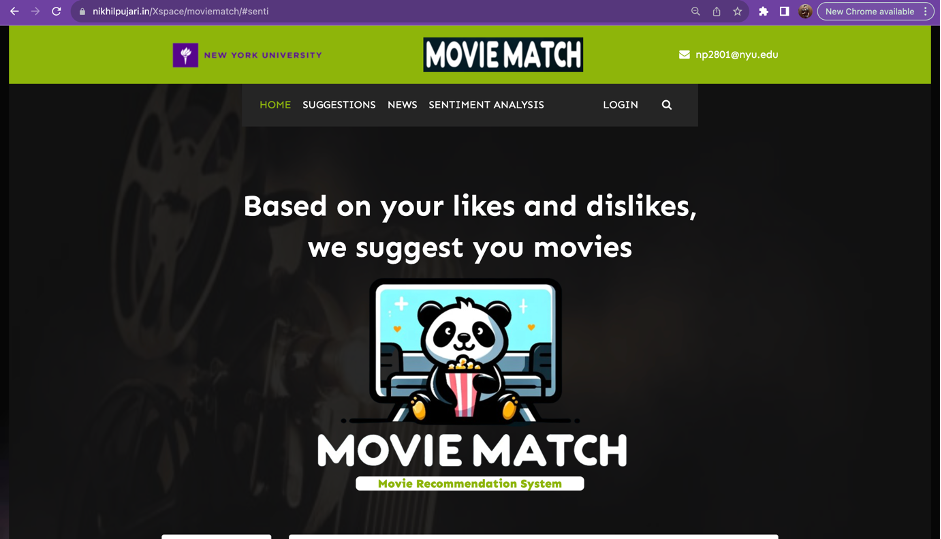 nikhilpujari.in/Xspace/moviematch/#senti
New Chrome available
NEW YORK UNIVERSITY
MOVIE MATCH
np2801@nyu.edu
HOME SUGGESTIONS NEWS SENTIMENT ANALYSIS LOGIN
Based on your likes and dislikes,
we suggest you movies
MOVIE MATCH
Movie Recommendation System